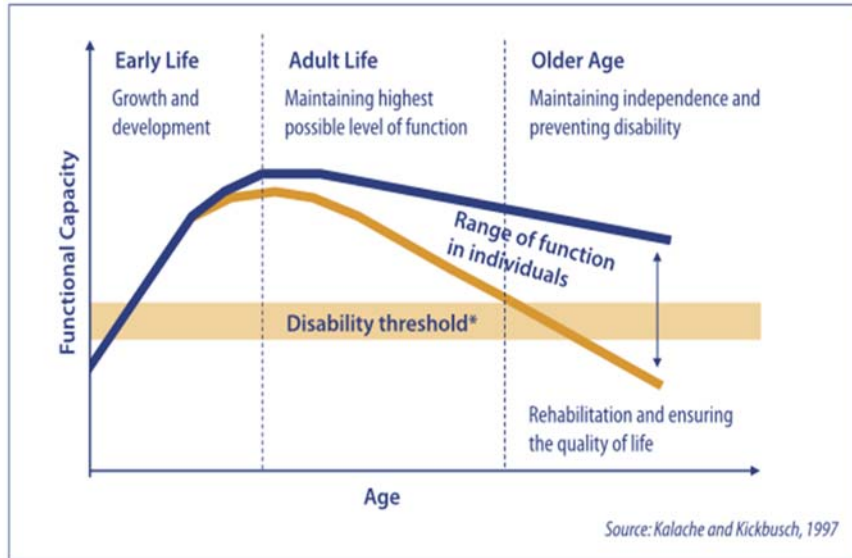 Early Life
Growth and
development
Adult Life
Maintaining highest
possible level of function
Older Age
Maintaining independence and
preventing disability
Functional Capacity
Range of function
in individuals
Disability threshold*
Rehabilitation and ensuring
the quality of life
Age
Source: Kalache and Kickbusch, 1997